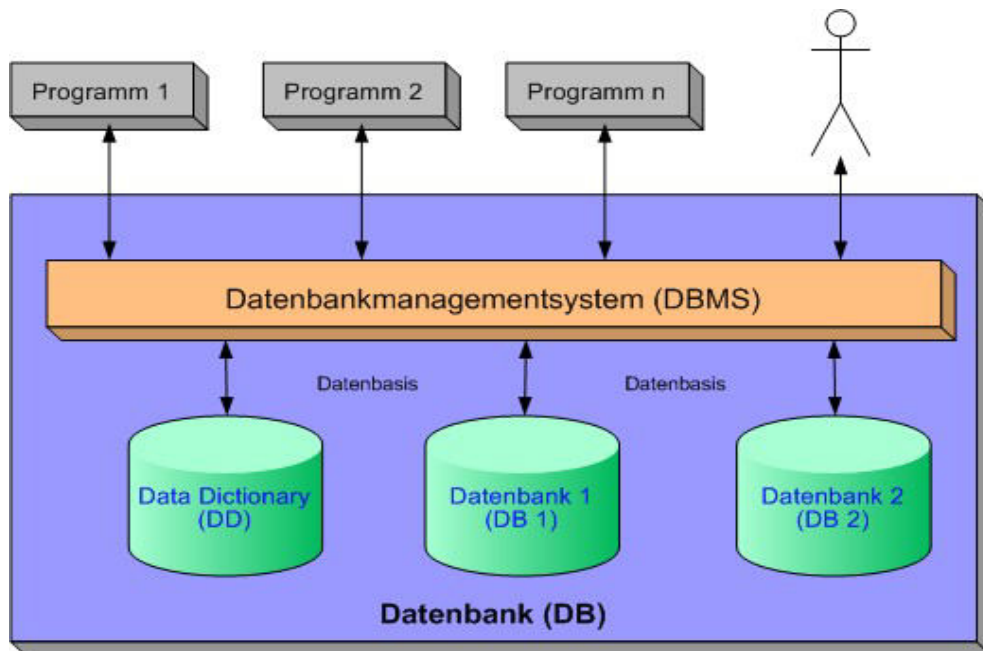 Programm 1
Programm 2
Programm n
Datenbankmanagementsystem (DBMS)
Datenbasis
Datenbasis
Data Dictionary
(DD)
Datenbank 1
(DB 1)
Datenbank 2
(DB 2)
Datenbank (DB)